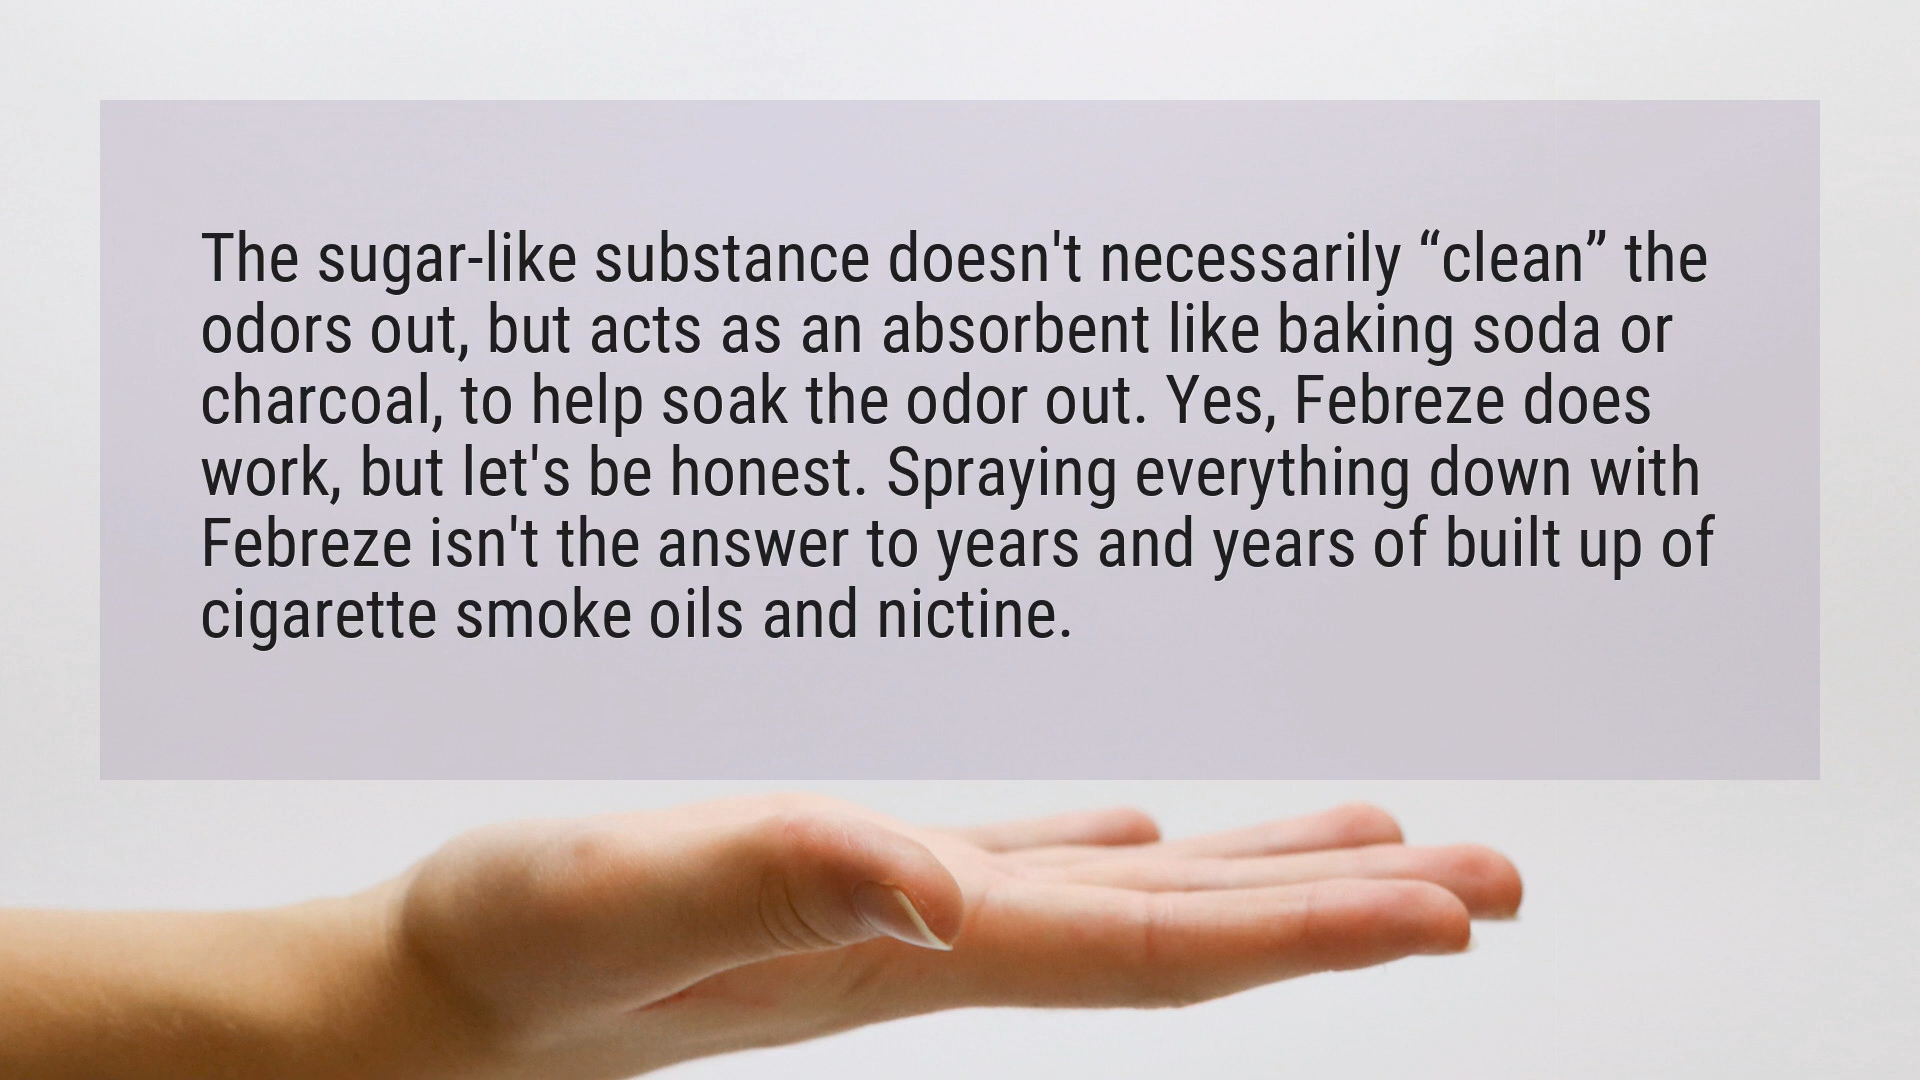 The sugar-like substance doesn't necessarily “clean” the
odors out, but acts as an absorbent like baking soda or
charcoal, to help soak the odor out. Yes, Febreze does
work, but let's be honest. Spraying everything down with
Febreze isn't the answer to years and years of built up of
cigarette smoke oils and nictine.